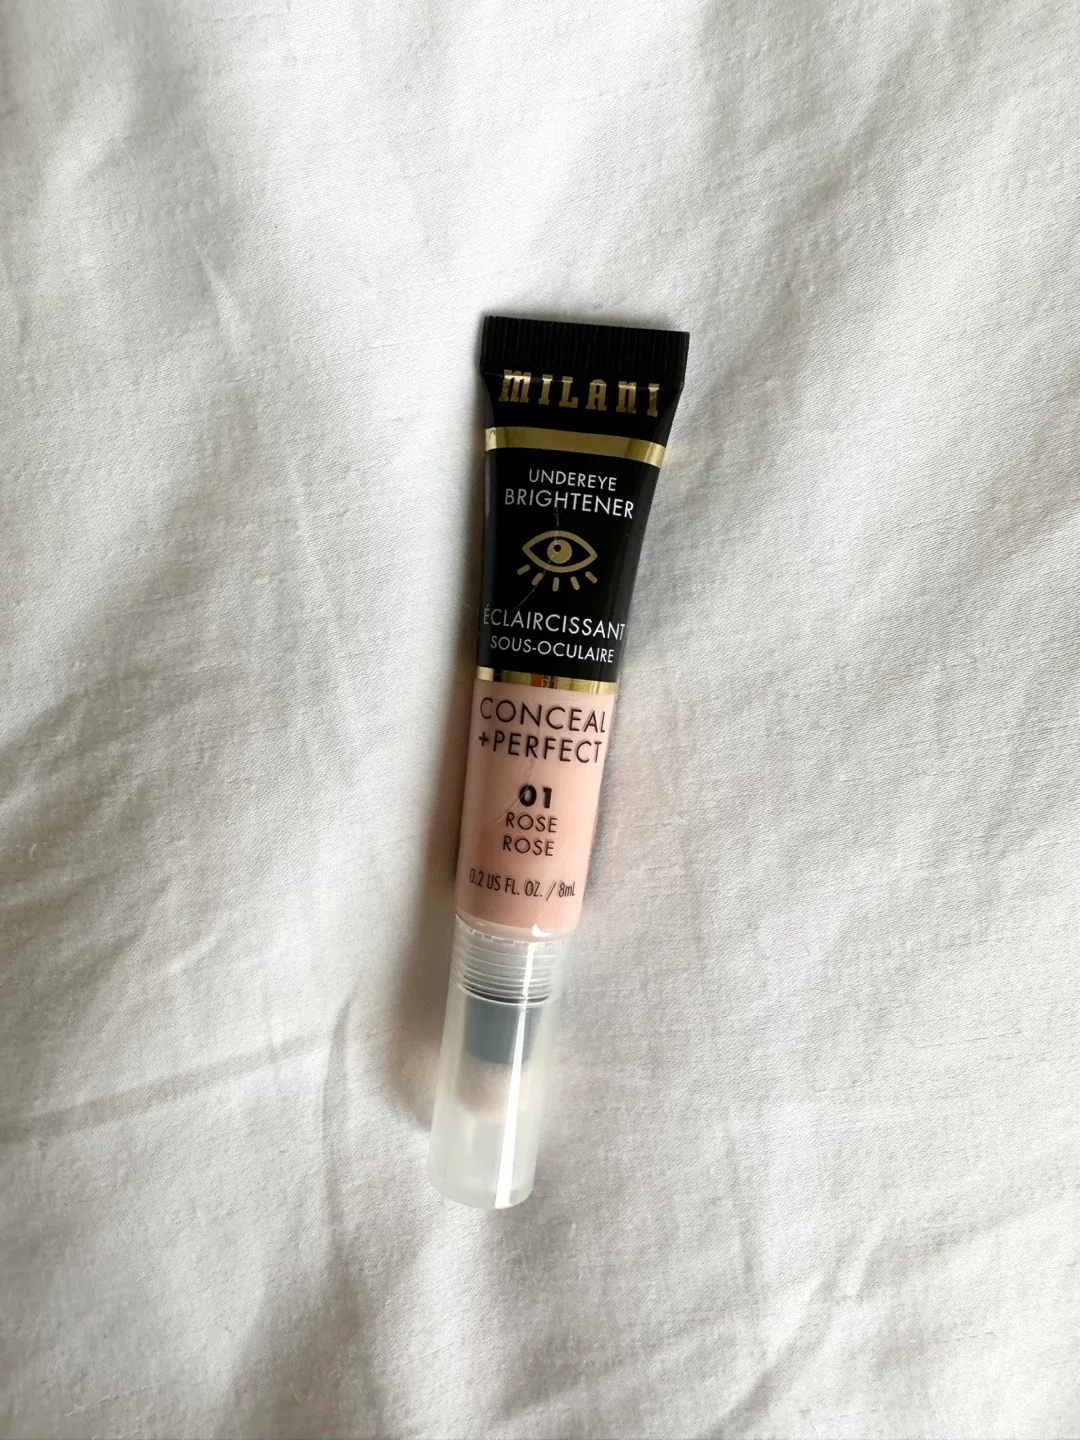 MILANI
UNDEREYE
BRIGHTENER
ÉCLAIRCISSANT
SOUS-OCULAIRE
CONCEAL
+PERFECT
01
ROSE
ROSE
0.2 US FL. OZ. / 8mL